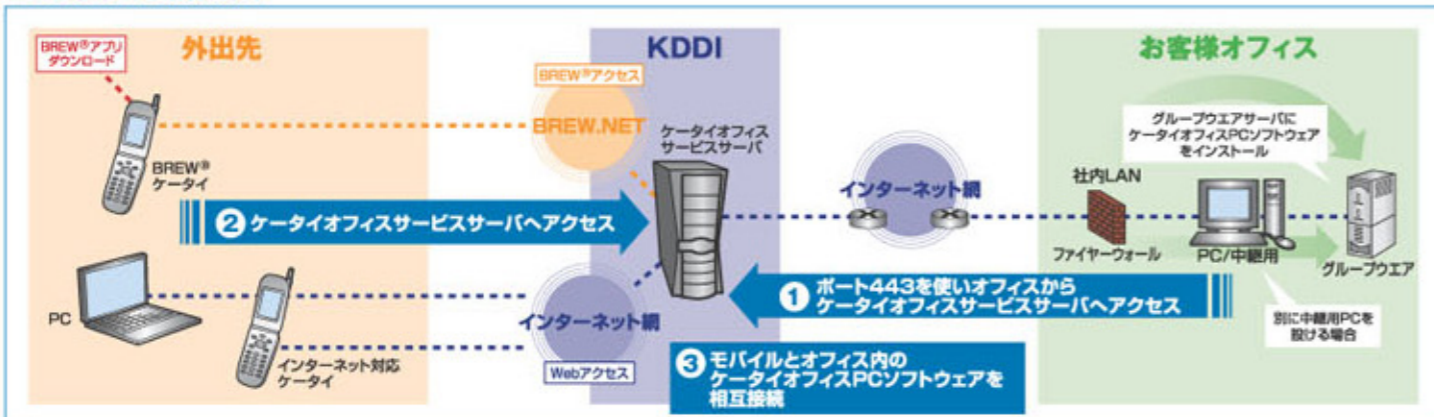 外出先
BREW®アプリ
ダウンロード
BREW®
ケータイ
PC
インターネット対応
ケータイ
KDDI
BREW®アクセス
BREW.NET
ケータイオフィス
サービスサーバ
❷ケータイオフィスサービスサーバへアクセス
インターネット網
Webアクセス
インターネット網
❶ポート443を使いオフィスから
ケータイオフィスサービスサーバへアクセス
❸モバイルとオフィス内の
ケータイオフィスPCソフトウェアを
相互接続
お客様オフィス
グループウエアサーバに
ケータイオフィスPCソフトウェア
をインストール
社内LAN
ファイヤーウォール
PC/中継用
グループウエア
別に中継用PCを
設ける場合